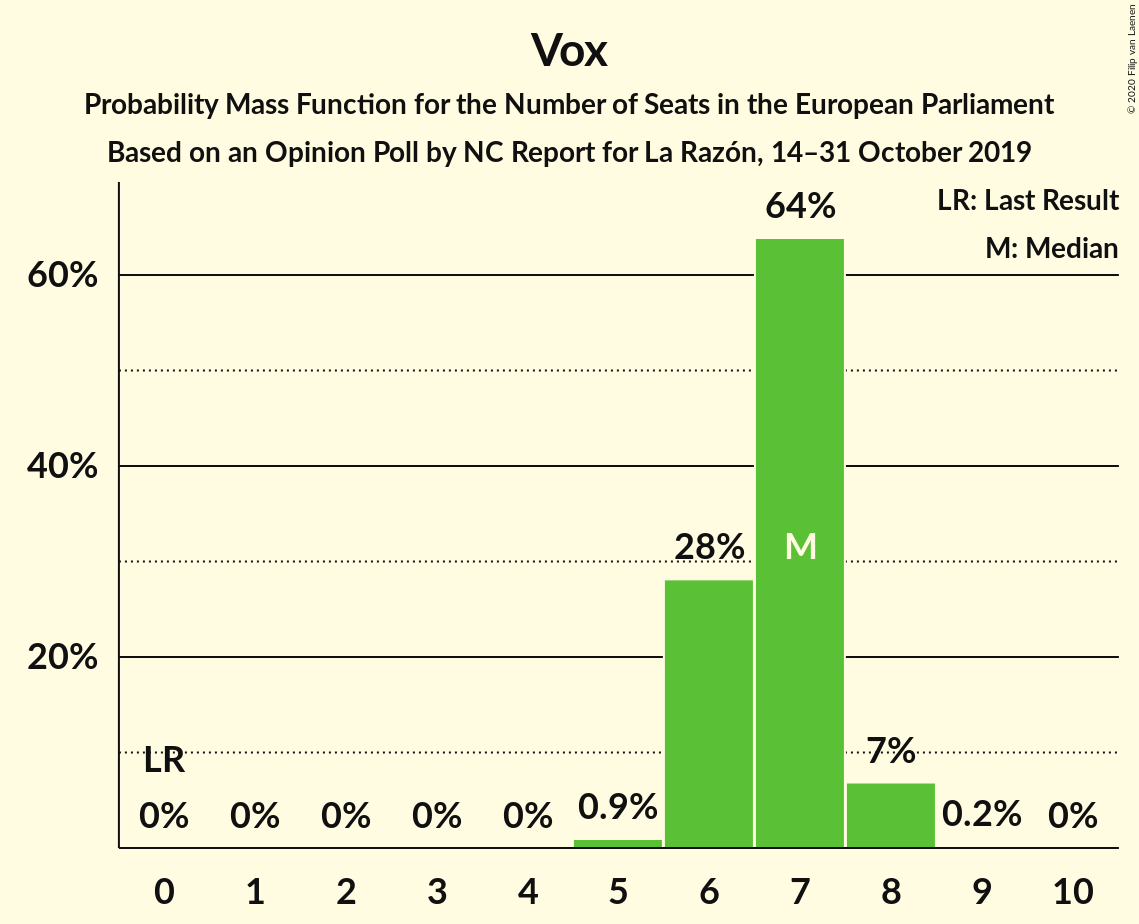 Vox
Probability Mass Function for the Number of Seats in the European Parliament
Based on an Opinion Poll by NC Report for La Razón, 14–31 October 2019
© 2020 Filip van Laenen
LR: Last Result
M: Median
64%
60%
40%
28%
M
20%
LR
7%
0%
0%
0%
0%
0%
0.9%
0.2%
0%
0 1 2 3 4 5 6 7 8 9 10